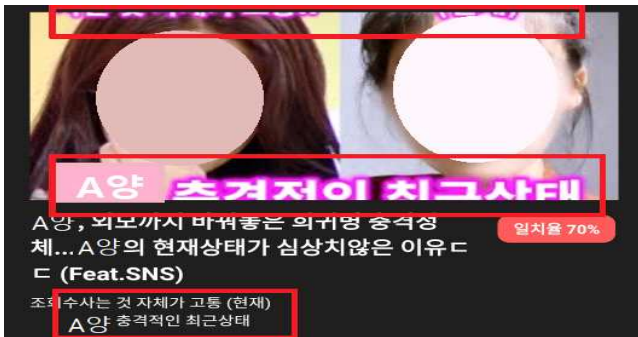 A양 충격적인 최근상태
A양, 외모까지 바꿔놓은 희귀병 충격정
체...A양의 현재상태가 심상치않은 이유ㄷ
ㄷ (Feat.SNS)
일치율 70%
조회수사는 것 자체가 고통 (현재)
A양 충격적인 최근상태